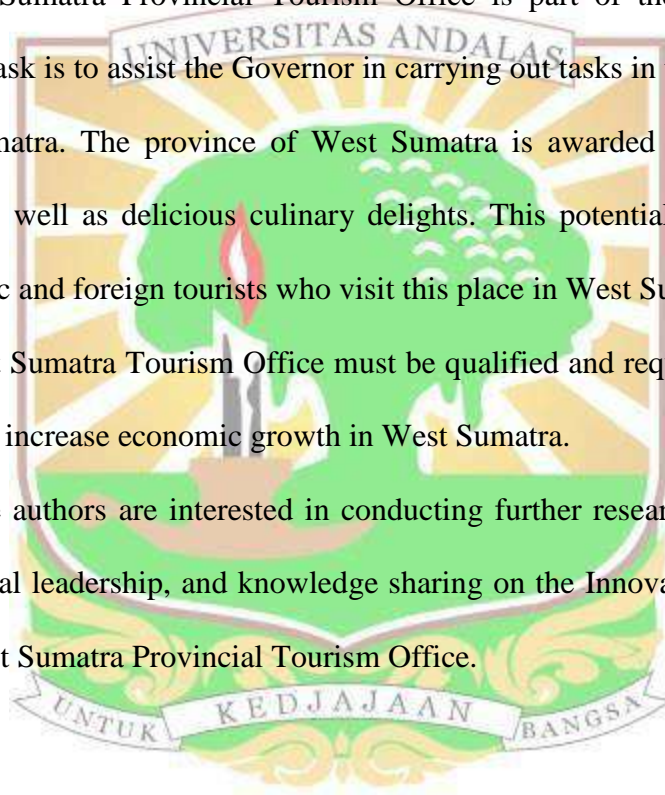 Sumatra Provincial Tourism Office is part of the
UNIVERSITAS ANDALAS
ask is to assist the Governor in carrying out tasks in
matra. The province of West Sumatra is awarded
well as delicious culinary delights. This potential
c and foreign tourists who visit this place in West Su
t Sumatra Tourism Office must be qualified and req
increase economic growth in West Sumatra.
e authors are interested in conducting further resear
al leadership, and knowledge sharing on the Innova
t Sumatra Provincial Tourism Office.
UNTUK KEDJAJAAN BANGSA